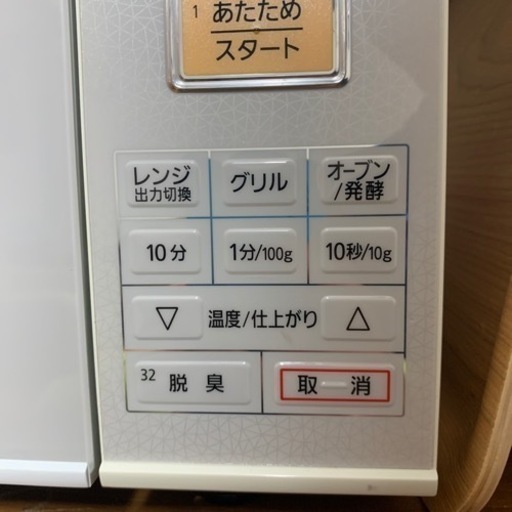 1 あたため
スタート
レンジ
出力切換
グリル
オーブン
/発酵
10分
1分/100g
10秒/10g
▽ 温度/仕上がり △
32 脱臭
取消